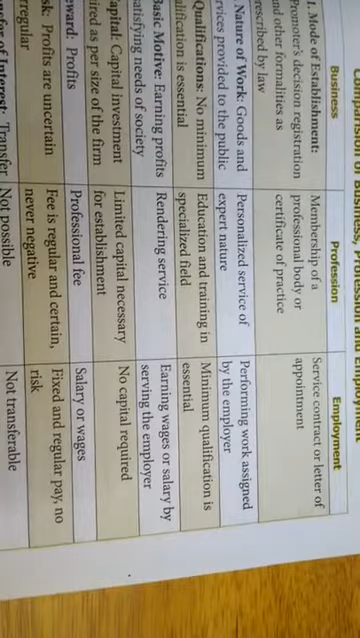 Comparison of Business, Profession and Employment
Business
Profession
Employment
1. Mode of Establishment:
Promoter's decision registration
and other formalities as
prescribed by law
Membership of a
professional body or
certificate of practice
Service contract or letter of
appointment
Nature of Work: Goods and
services provided to the public
Personalized service of
expert nature
Performing work assigned
by the employer
Qualifications: No minimum
qualification is essential
Education and training in
specialized field
Minimum qualification is
essential
Basic Motive: Earning profits
satisfying needs of society
Rendering service
Earning wages or salary by
serving the employer
Capital: Capital investment
required as per size of the firm
Limited capital necessary
for establishment
No capital required
Reward: Profits
Professional fee
Salary or wages
Risk: Profits are uncertain
irregular
Fee is regular and certain,
never negative
Fixed and regular pay, no
risk
Transfer of Interest: Transfer
Not possible
Not transferable